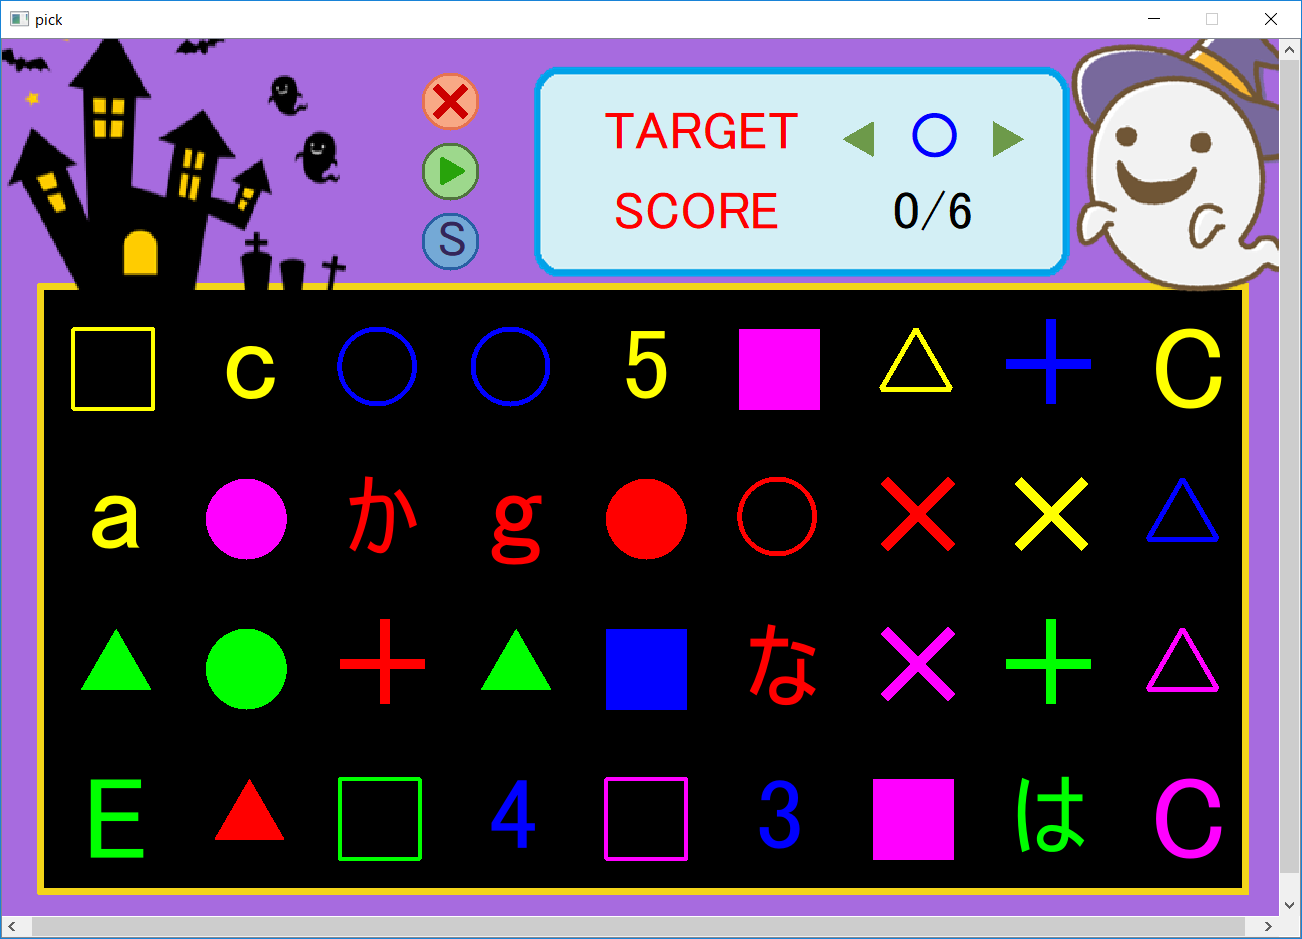 pick
S
TARGET
SCORE 0/6
c 5 C
a か g
な
E 4 3 は C